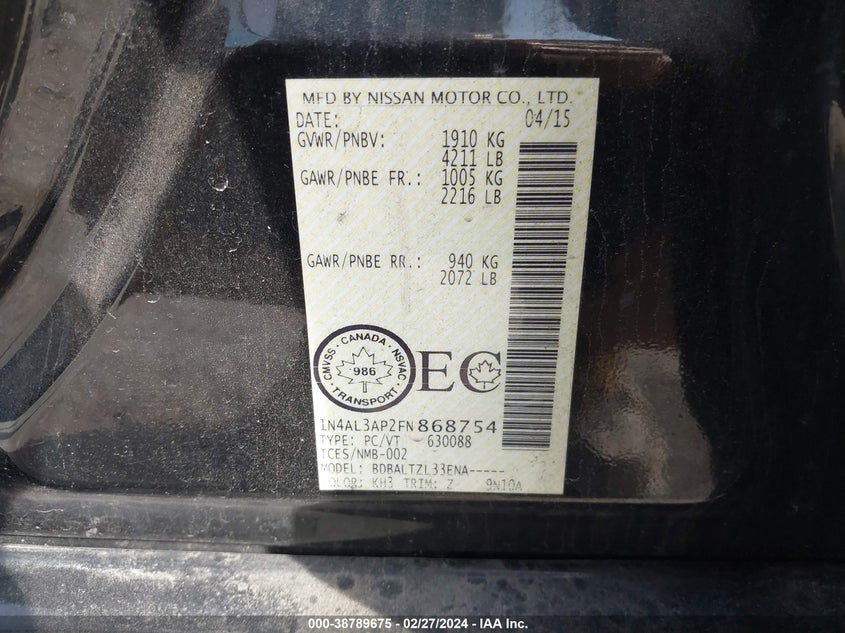 MFD BY NISSAN MOTOR CO., LTD.
DATE: 04/15
GVWR/PNBV: 1910 KG
4211 LB
GAWR/PNBE FR.: 1005 KG
2216 LB
GAWR/PNBE RR.: 940 KG
2072 LB
CMVSS · CANADA · NSVAC · TRANSPORT ·
986
EC
1N4AL3AP2FN868754
TYPE: PC/VT 630088
ICES/NMB-002
MODEL: BDBALTZL33ENA-----
COLOR: KH3 TRIM: Z 9N10A
000-38789675 - 02/27/2024 - IAA Inc.